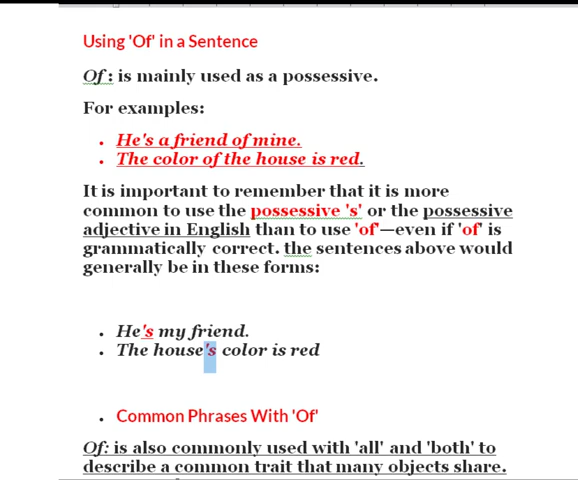 Using 'Of' in a Sentence
Of: is mainly used as a possessive.
For examples:
• He's a friend of mine.
• The color of the house is red.
It is important to remember that it is more
common to use the possessive 's' or the possessive
adjective in English than to use 'of'—even if 'of' is
grammatically correct. the sentences above would
generally be in these forms:
• He's my friend.
• The house's color is red
• Common Phrases With 'Of'
Of: is also commonly used with 'all' and 'both' to
describe a common trait that many objects share.